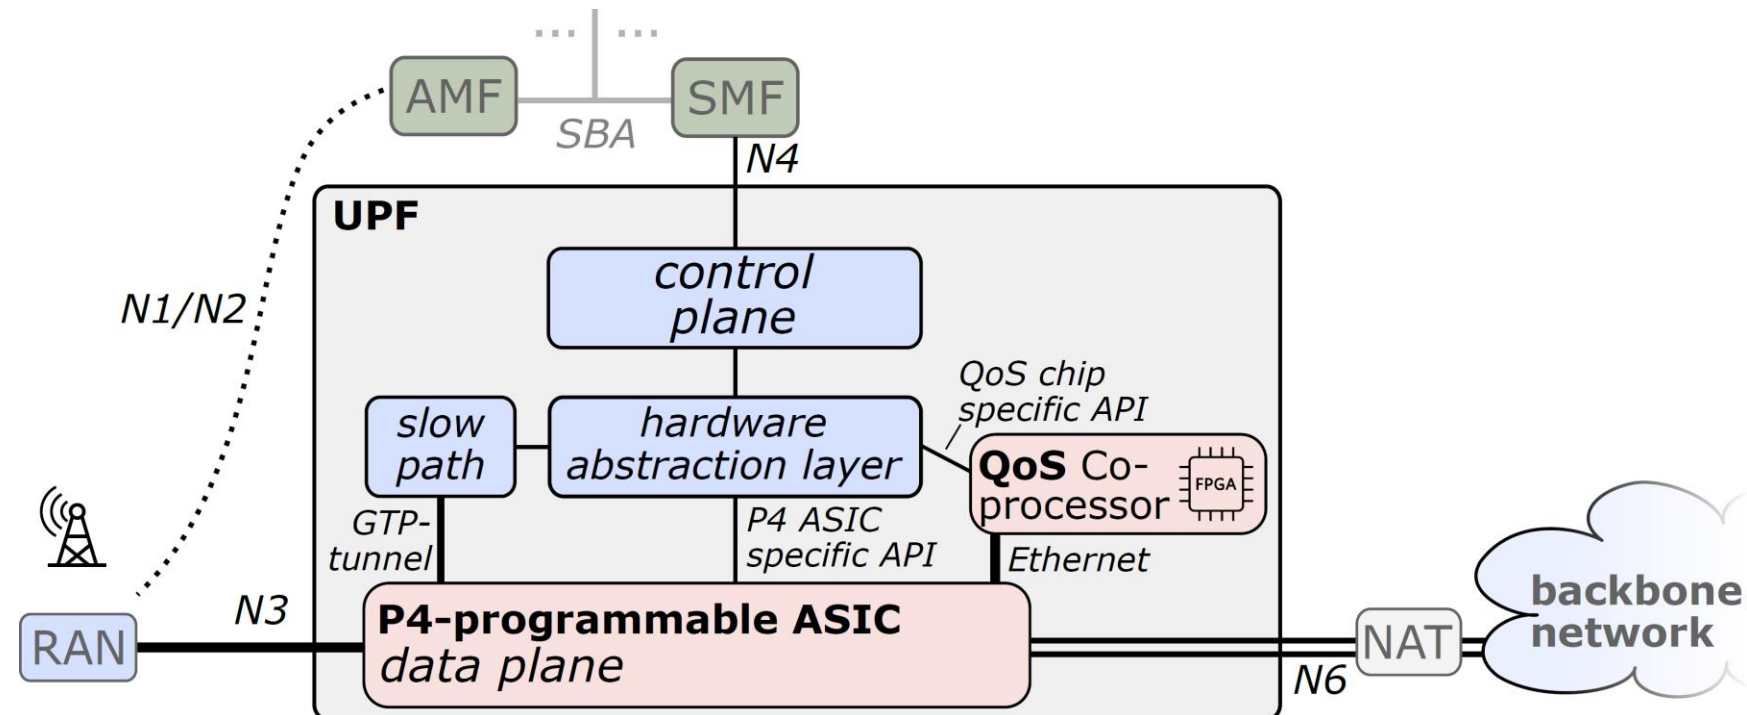 ... ...
AMF
SMF
SBA
N4
UPF
control
plane
N1/N2
QoS chip
specific API
slow
path
hardware
abstraction layer
QoS Co-
processor
FPGA
GTP-
tunnel
P4 ASIC
specific API
Ethernet
backbone
network
N3
P4-programmable ASIC
data plane
RAN
NAT
N6